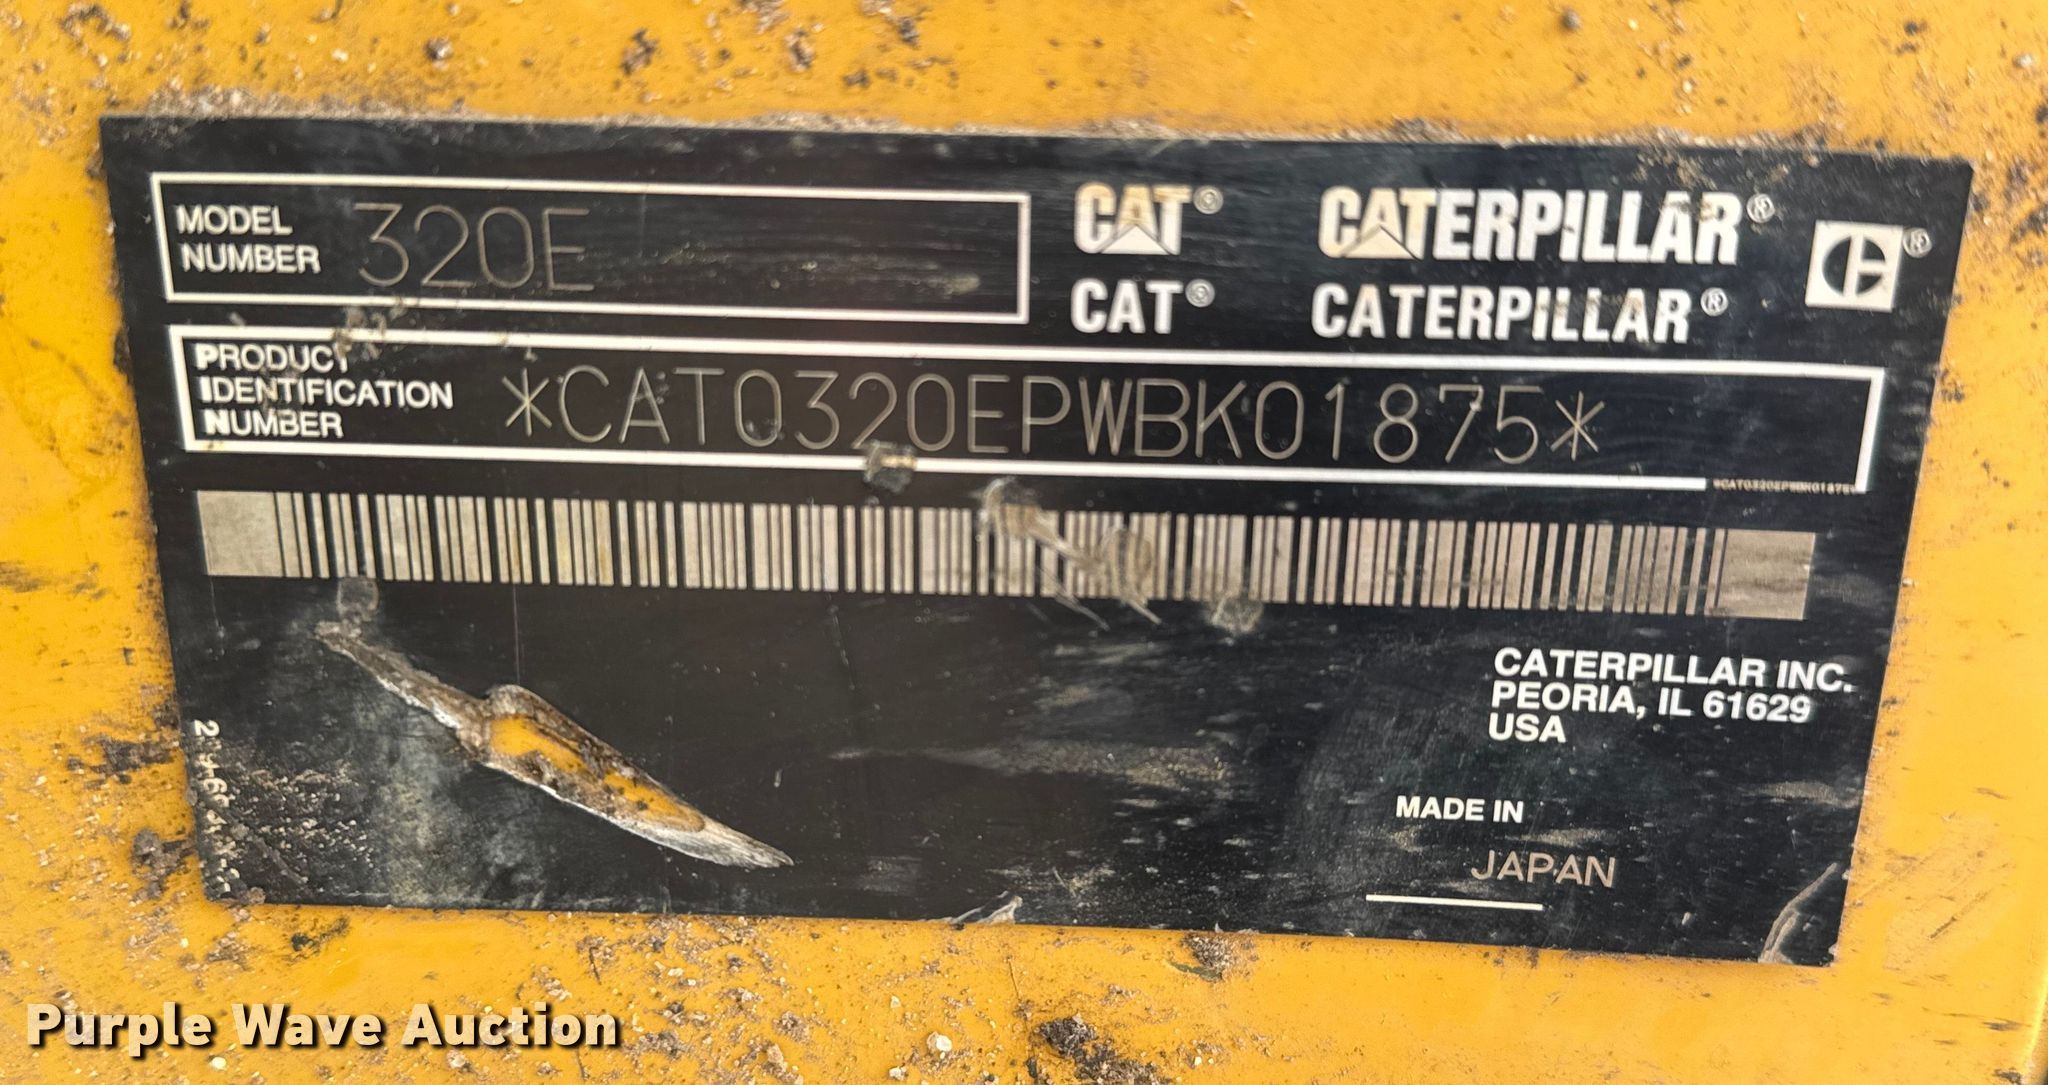 MODEL
NUMBER
320E
CAT® CATERPILLAR®
CAT® CATERPILLAR®
PRODUCT
IDENTIFICATION
NUMBER
*CAT0320EPWBK01875*
*CAT0320EPWBK01875*
CATERPILLAR INC.
PEORIA, IL 61629
USA
MADE IN
JAPAN
Purple Wave Auction